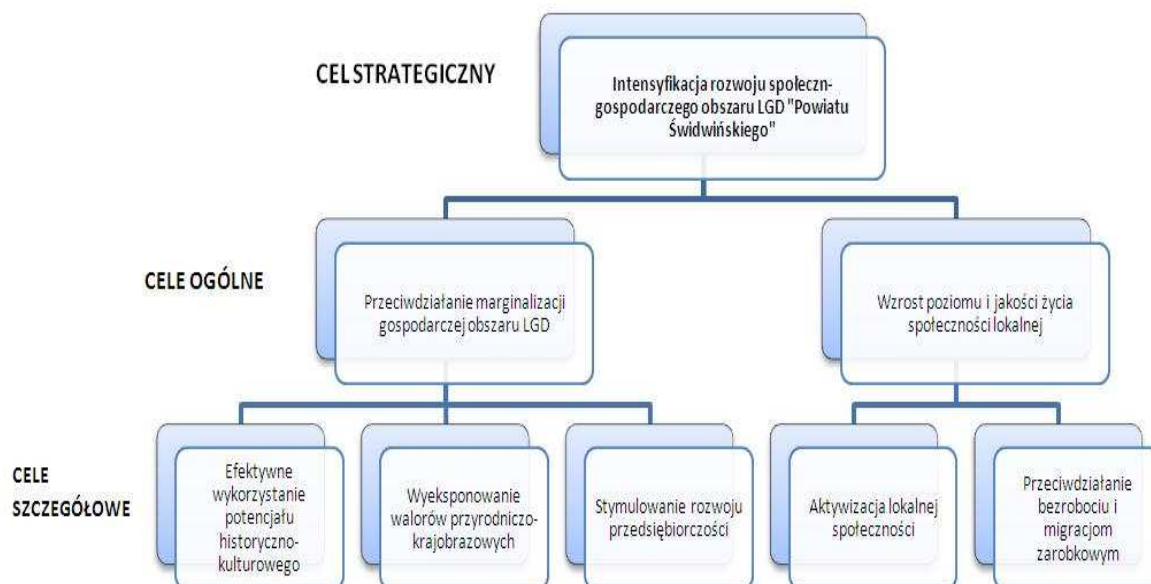 CEL STRATEGICZNY
Intensyfikacja rozwoju społeczn-
gospodarczego obszaru LGD "Powiatu
Świdwińskiego"
CELE OGÓLNE
Przeciwdziałanie marginalizacji
gospodarczej obszaru LGD
Wzrost poziomu i jakości życia
społeczności lokalnej
CELE
SZCZEGÓŁOWE
Efektywne
wykorzystanie
potencjału
historyczno-
kulturowego
Wyeksponowanie
walorów przyrodniczo-
krajobrazowych
Stymulowanie rozwoju
przedsiębiorczości
Aktywizacja lokalnej
społeczności
Przeciwdziałanie
bezrobociu i
migracjom
zarobkowym